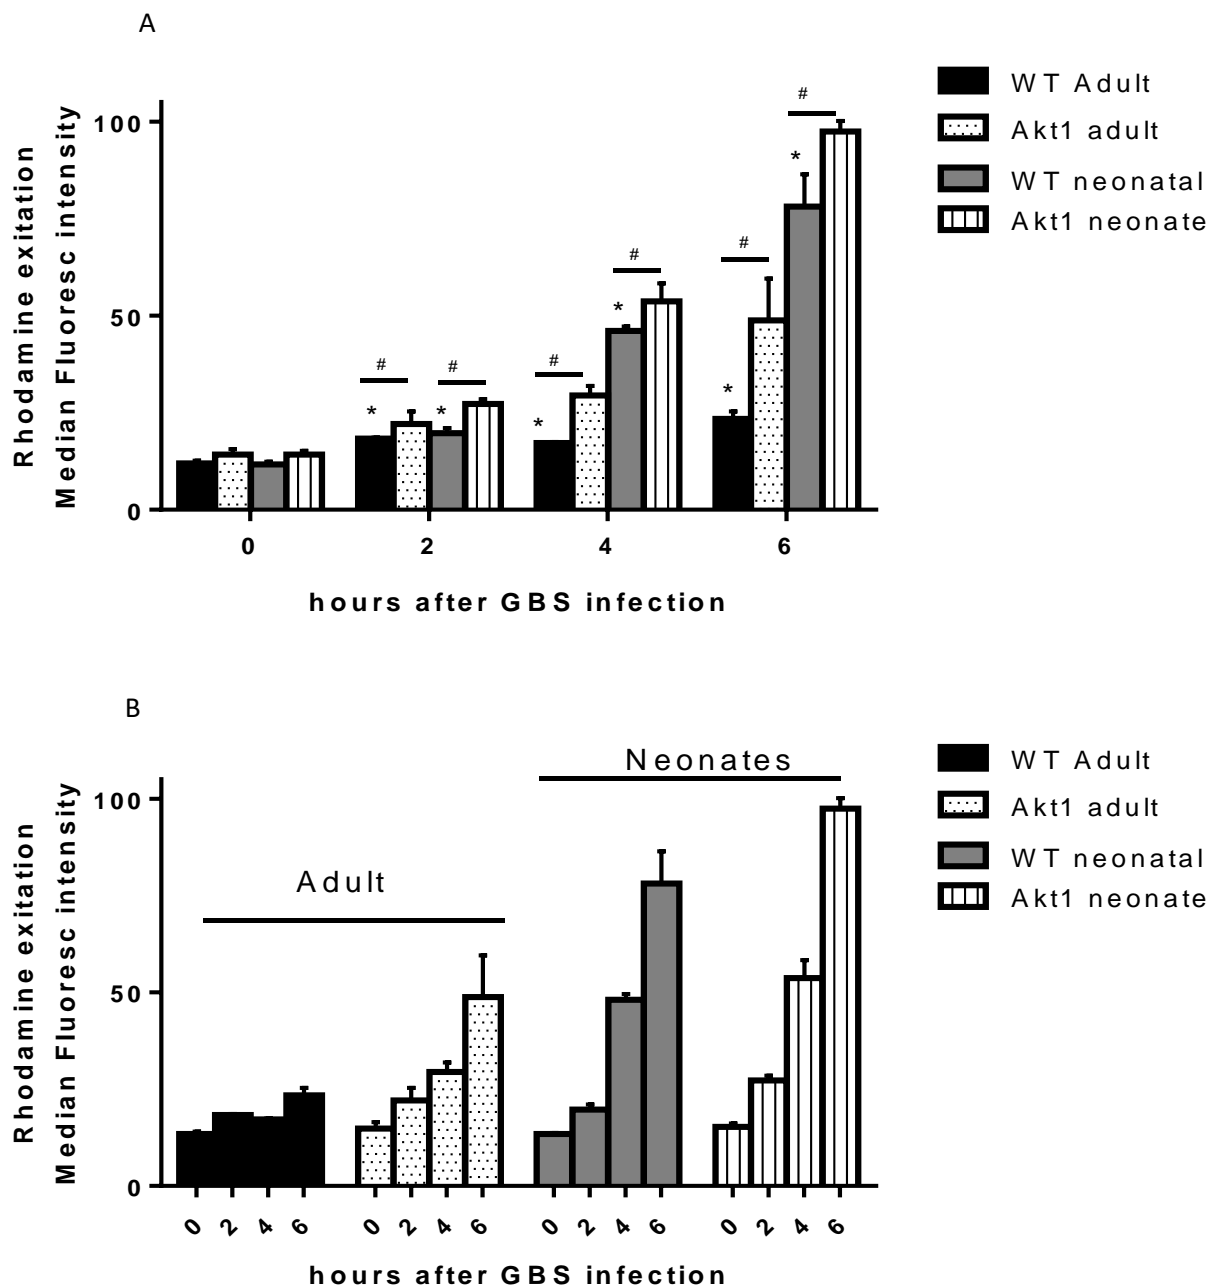 A
Rhodamine exitation
Median Fluoresc intensity
100
50
0
#
*
#
*
#
*
#
*
#
*
#
*
0 2 4 6
hours after GBS infection
WT Adult
Akt1 adult
WT neonatal
Akt1 neonate
B
Rhodamine exitation
Median Fluoresc intensity
100
50
0
Adult
Neonates
0 2 4 6 0 2 4 6 0 2 4 6 0 2 4 6
hours after GBS infection
WT Adult
Akt1 adult
WT neonatal
Akt1 neonate